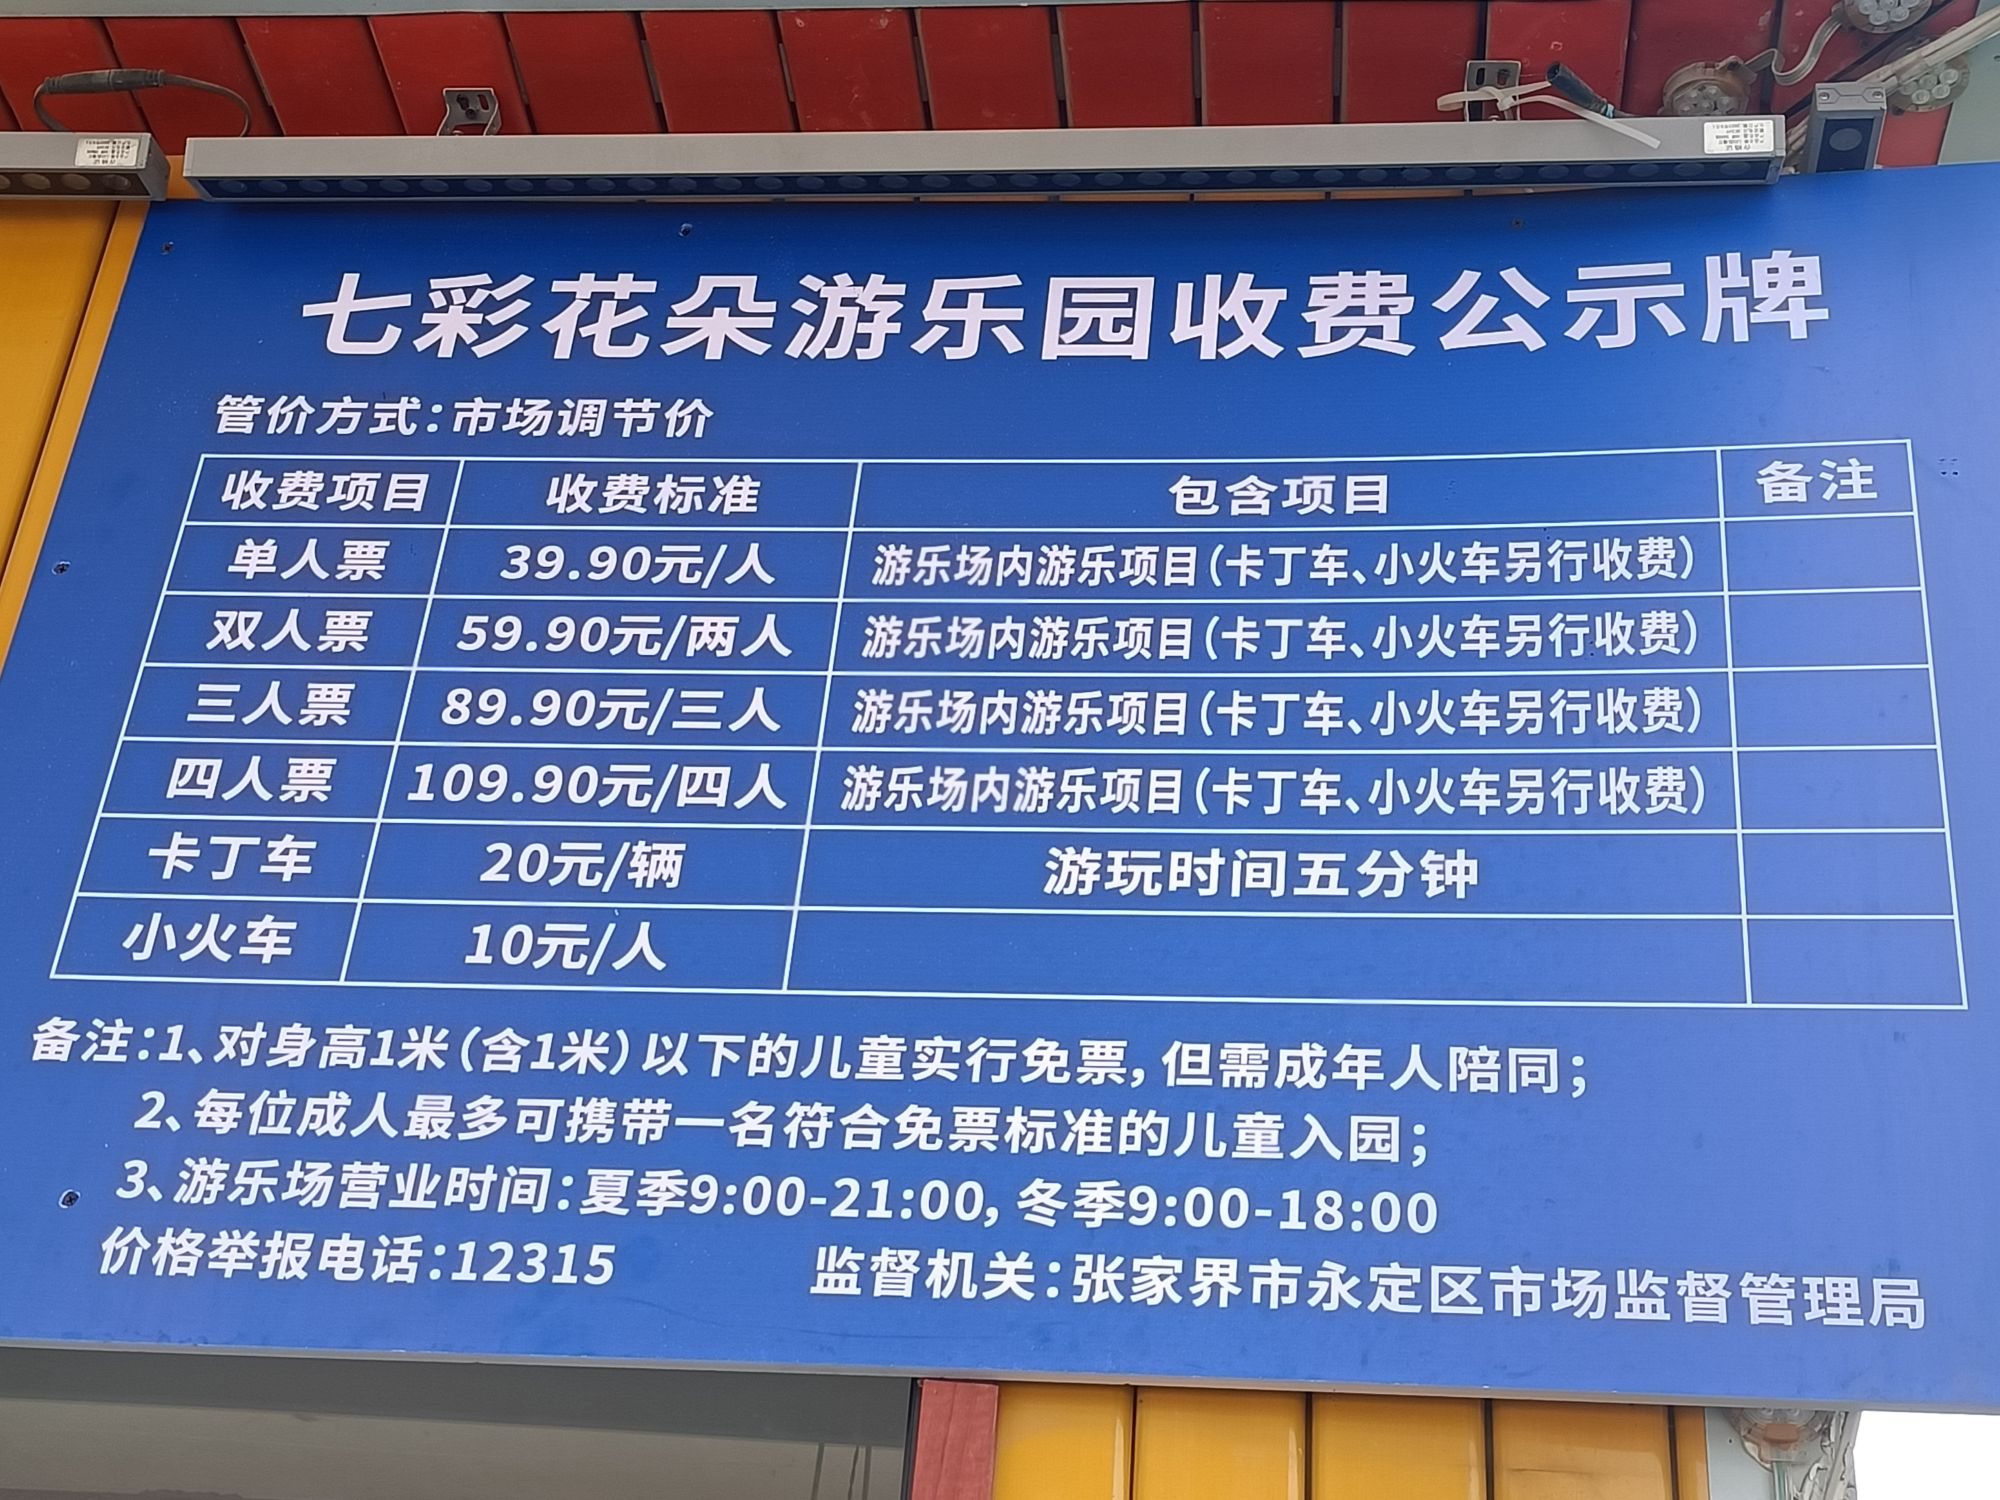 七彩花朵游乐园收费公示牌
管价方式：市场调节价
收费项目 收费标准 包含项目 备注
单人票 39.90元/人 游乐场内游乐项目（卡丁车、小火车另行收费）
双人票 59.90元/两人 游乐场内游乐项目（卡丁车、小火车另行收费）
三人票 89.90元/三人 游乐场内游乐项目（卡丁车、小火车另行收费）
四人票 109.90元/四人 游乐场内游乐项目（卡丁车、小火车另行收费）
卡丁车 20元/辆 游玩时间五分钟
小火车 10元/人
备注：1、对身高1米（含1米）以下的儿童实行免票，但需成年人陪同；
2、每位成人最多可携带一名符合免票标准的儿童入园；
3、游乐场营业时间：夏季9:00-21:00，冬季9:00-18:00
价格举报电话：12315 监督机关：张家界市永定区市场监督管理局
合格证